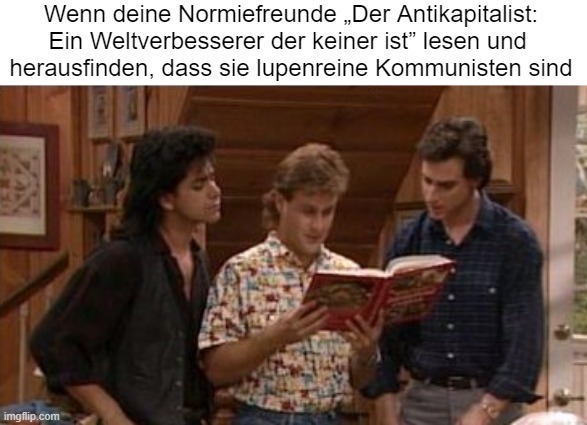 Wenn deine Normiefreunde „Der Antikapitalist:
Ein Weltverbesserer der keiner ist” lesen und
herausfinden, dass sie lupenreine Kommunisten sind
imgflip.com